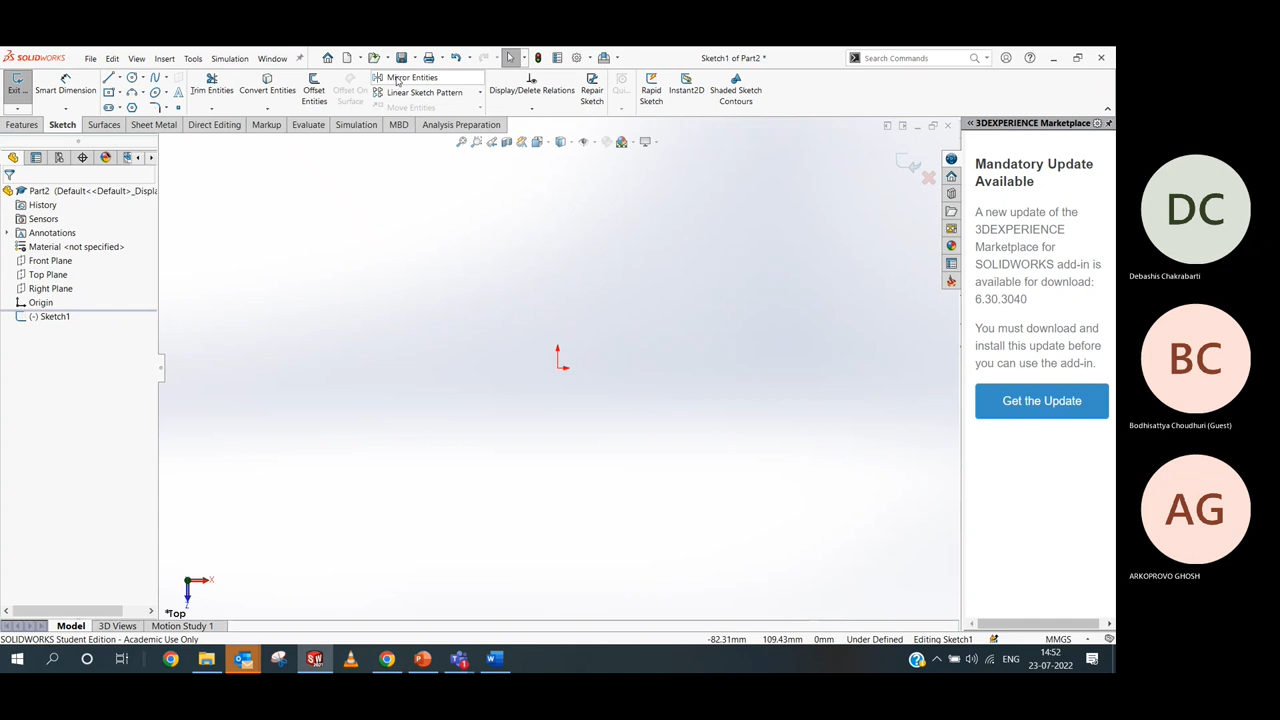 SOLIDWORKS
File Edit View Insert Tools Simulation Window
Sketch1 of Part2 *
Search Commands
Exit ...
Smart Dimension
Trim Entities
Convert Entities
Offset Entities
Offset On Surface
Mirror Entities
Linear Sketch Pattern
Move Entities
Display/Delete Relations
Repair Sketch
Qui...
Rapid Sketch
Instant2D
Shaded Sketch Contours
Features Sketch Surfaces Sheet Metal Direct Editing Markup Evaluate Simulation MBD Analysis Preparation
3DEXPERIENCE Marketplace
Part2 (Default<<Default>_Displa
History
Sensors
Annotations
Material <not specified>
Front Plane
Top Plane
Right Plane
Origin
(-) Sketch1
X
Z
*Top
Mandatory Update
Available
A new update of the
3DEXPERIENCE
Marketplace for
SOLIDWORKS add-in is
available for download:
6.30.3040
You must download and
install this update before
you can use the add-in.
Get the Update
DC
Debashis Chakrabarti
BC
Bodhisattya Choudhuri (Guest)
AG
ARKOPROVO GHOSH
Model 3D Views Motion Study 1
SOLIDWORKS Student Edition - Academic Use Only
-82.31mm 109.43mm 0mm Under Defined Editing Sketch1 MMGS
ENG
14:52
23-07-2022